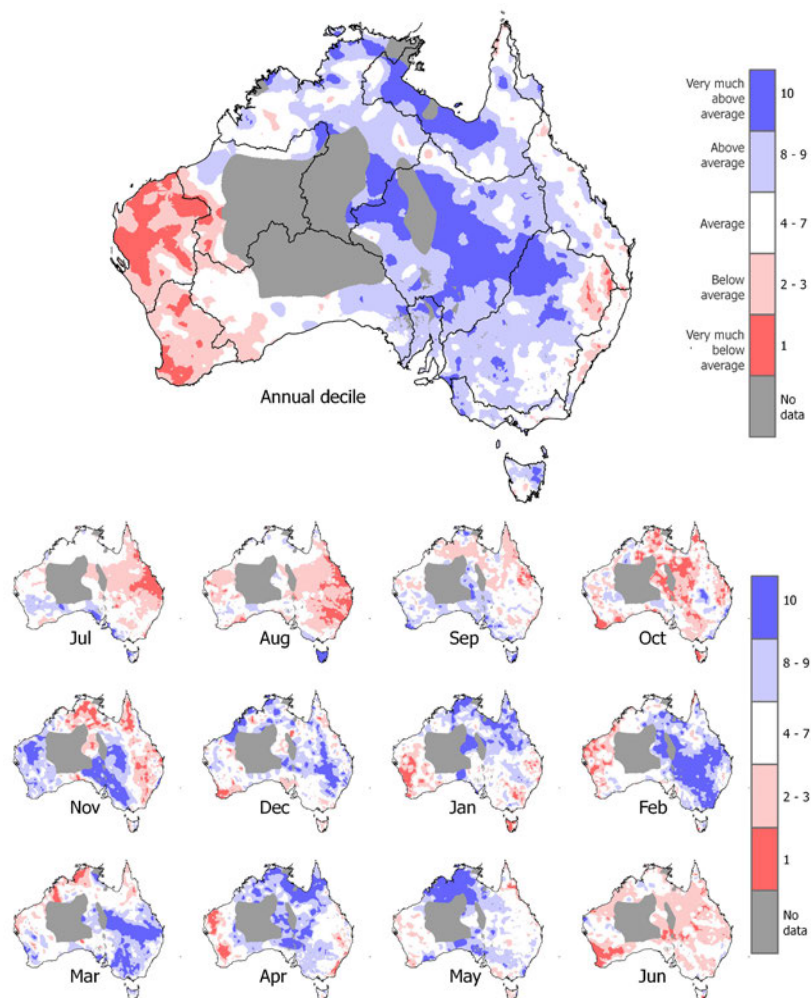 Very much
above
average
10
Above
average
8 - 9
Average
4 - 7
Below
average
2 - 3
Very much
below
average
1
No
data
Annual decile
Jul
Aug
Sep
Oct
Nov
Dec
Jan
Feb
Mar
Apr
May
Jun
10
8 - 9
4 - 7
2 - 3
1
No
data